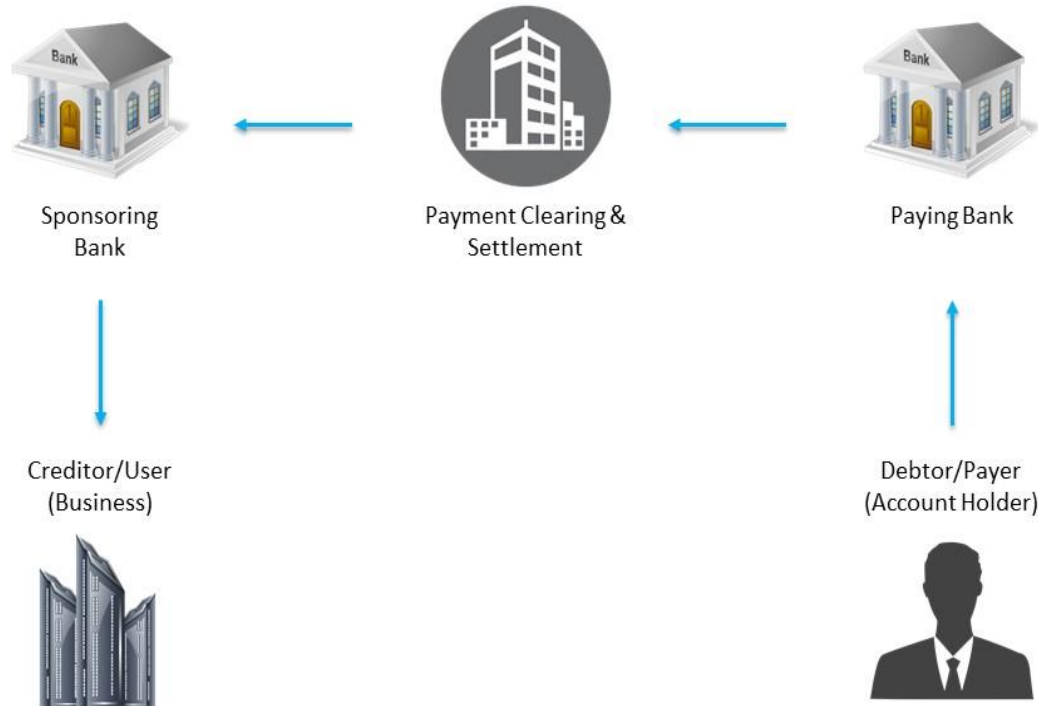 Bank
Bank
Sponsoring
Bank
Payment Clearing &
Settlement
Paying Bank
Creditor/User
(Business)
Debtor/Payer
(Account Holder)